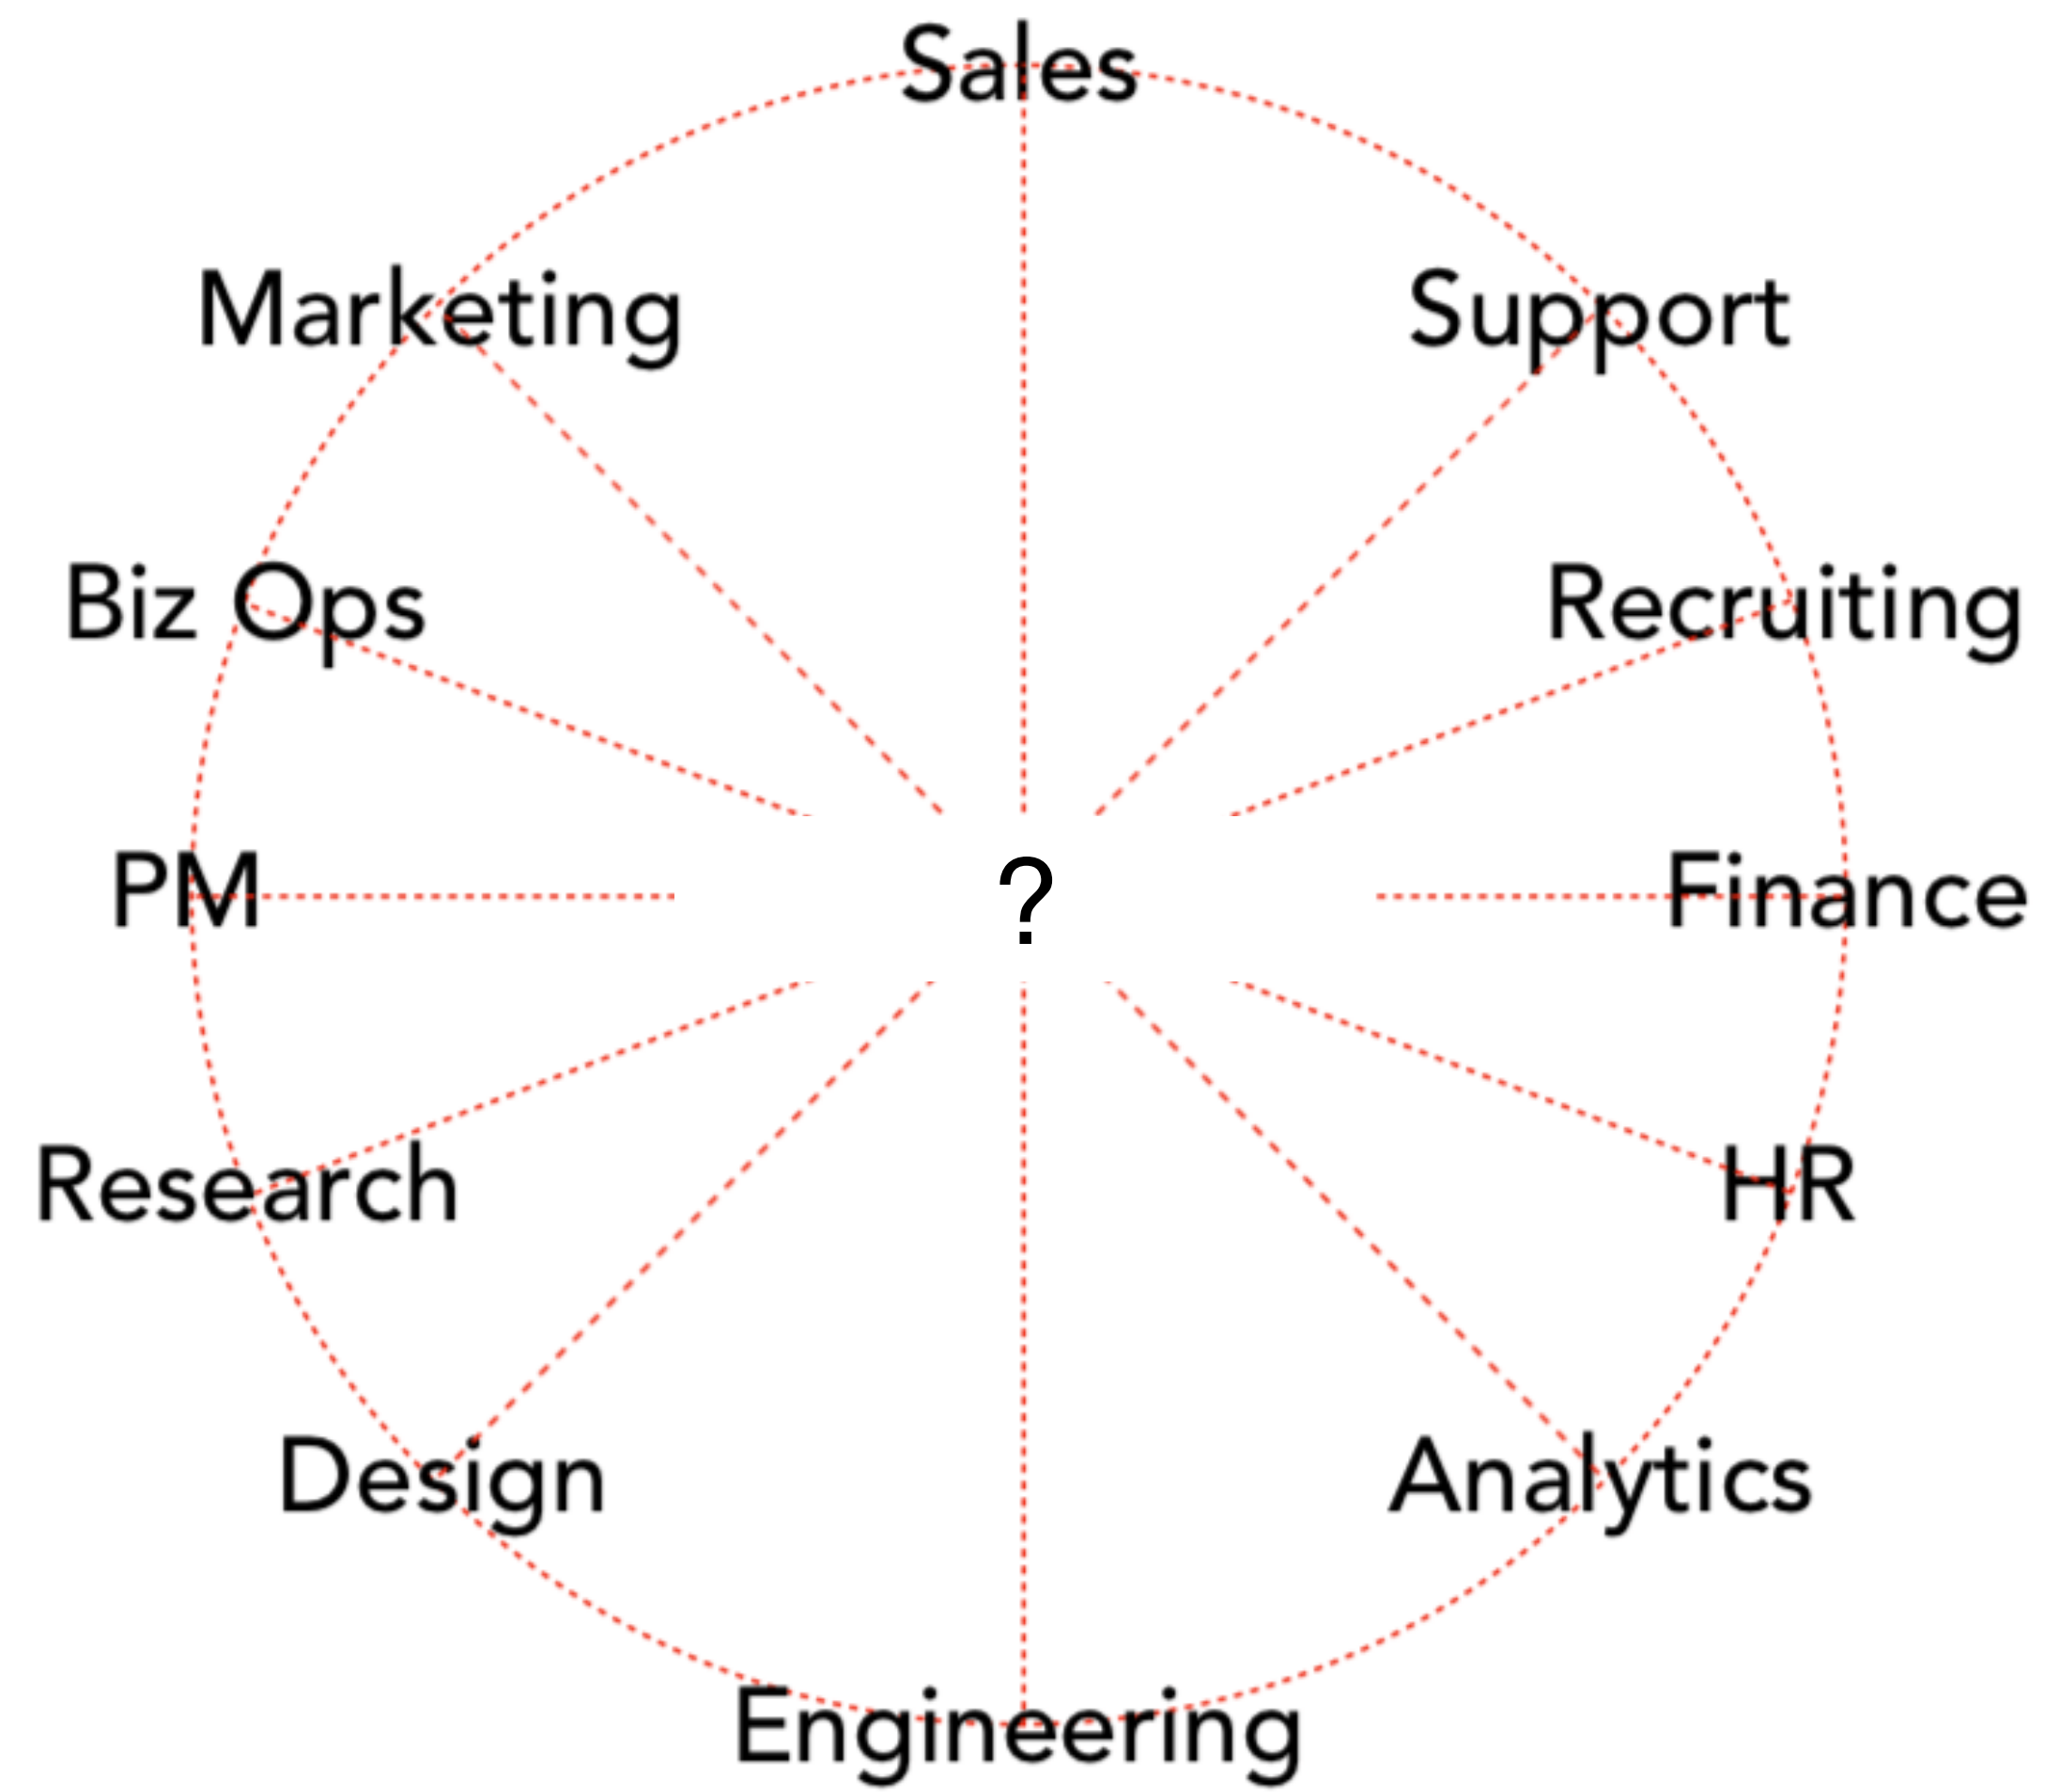 Sales
Marketing
Support
Biz Ops
Recruiting
PM
?
Finance
Research
HR
Design
Analytics
Engineering